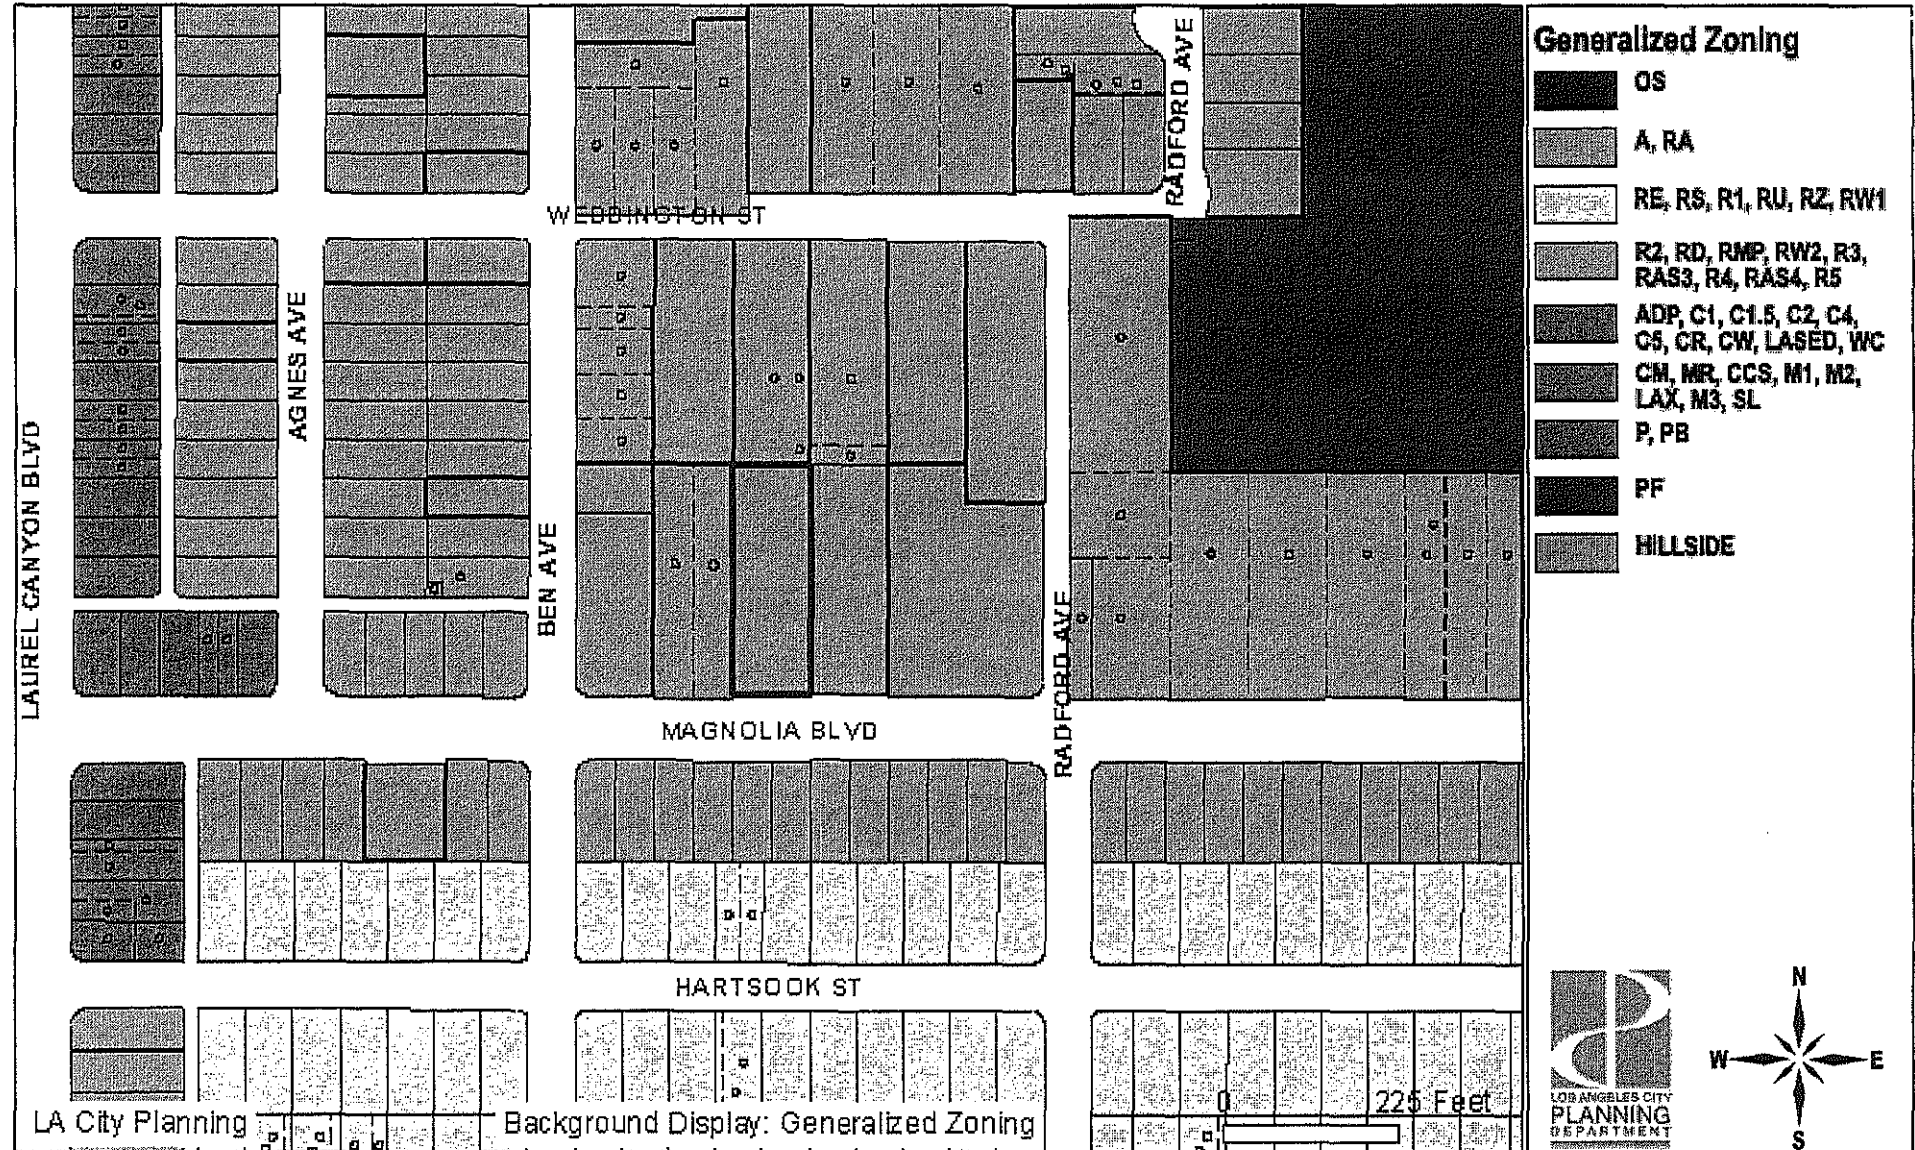 RADFORD AVE
WEDDINGTON ST
AGNES AVE
LAUREL CANYON BLVD
BEN AVE
RADFORD AVE
MAGNOLIA BLVD
HARTSOOK ST
LA City Planning
Background Display: Generalized Zoning
0 225 Feet
Generalized Zoning
OS
A, RA
RE, RS, R1, RU, RZ, RW1
R2, RD, RMP, RW2, R3,
RAS3, R4, RAS4, R5
ADP, C1, C1.5, C2, C4,
C5, CR, CW, LASED, WC
CM, MR, CCS, M1, M2,
LAX, M3, SL
P, PB
PF
HILLSIDE
LOS ANGELES CITY
PLANNING
DEPARTMENT
N
W E
S